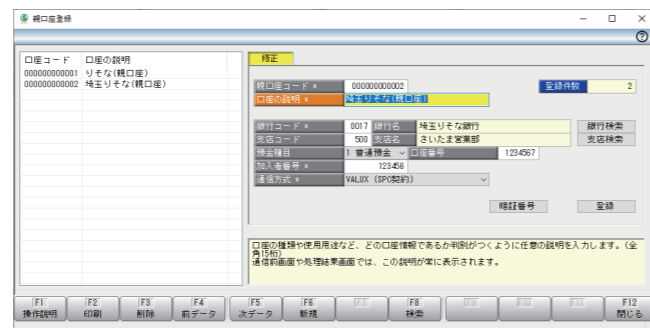 親口座登録
口座コード 口座の説明
000000000001 りそな(親口座)
000000000002 埼玉りそな(親口座)
修正
親口座コード * 000000000002 登録件数 2
口座の説明 * 埼玉りそな(親口座)
銀行コード * 0017 銀行名 埼玉りそな銀行 銀行検索
支店コード * 500 支店名 さいたま営業部 支店検索
預金種目 1 普通預金 口座番号 1234567
加入者番号 * 123456
通信方式 * VALUX (SPC契約)
暗証番号 登録
口座の種類や使用用途など、どの口座情報であるか判別がつくように任意の説明を入力します。(全
角15桁)
通信前画面や処理結果画面では、この説明が常に表示されます。
F1 F2 F3 F4 F5 F6 F7 F8 F9 F10 F11 F12
操作説明 印刷 削除 前データ 次データ 新規 検索 閉じる